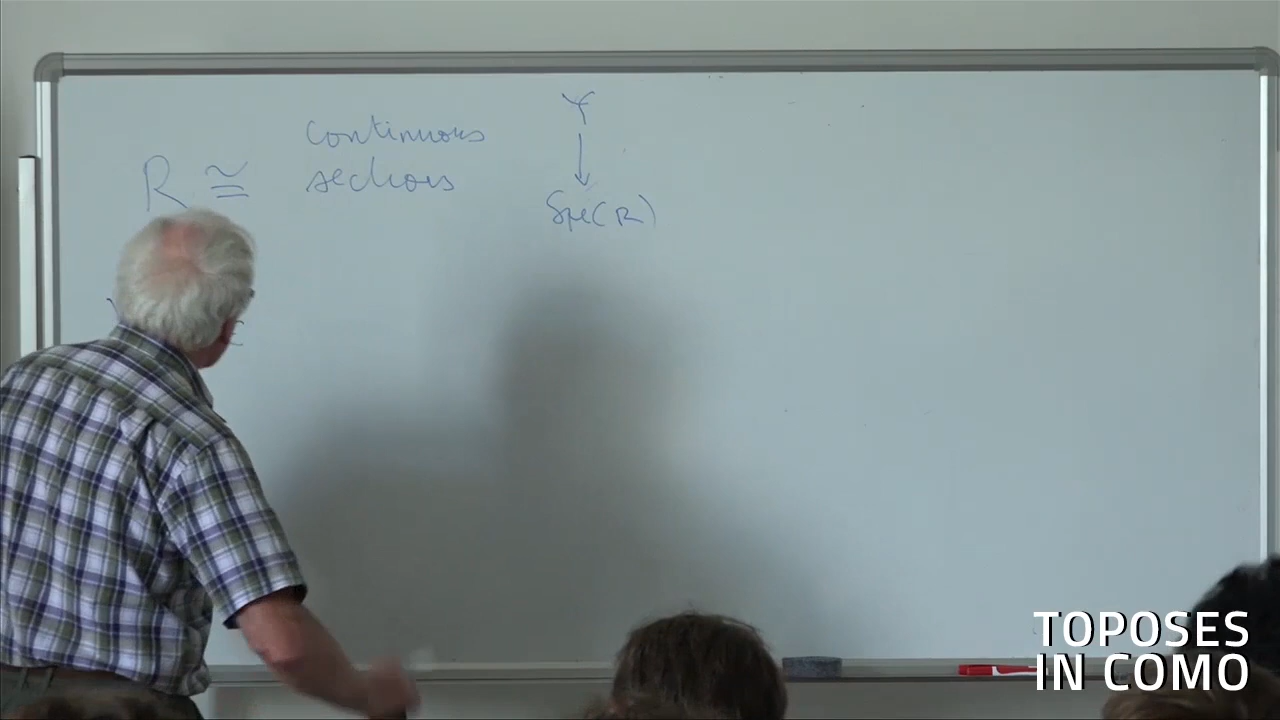 continuous
R ≅ sections
Y
↓
Spec(R)
TOPOSES
IN COMO